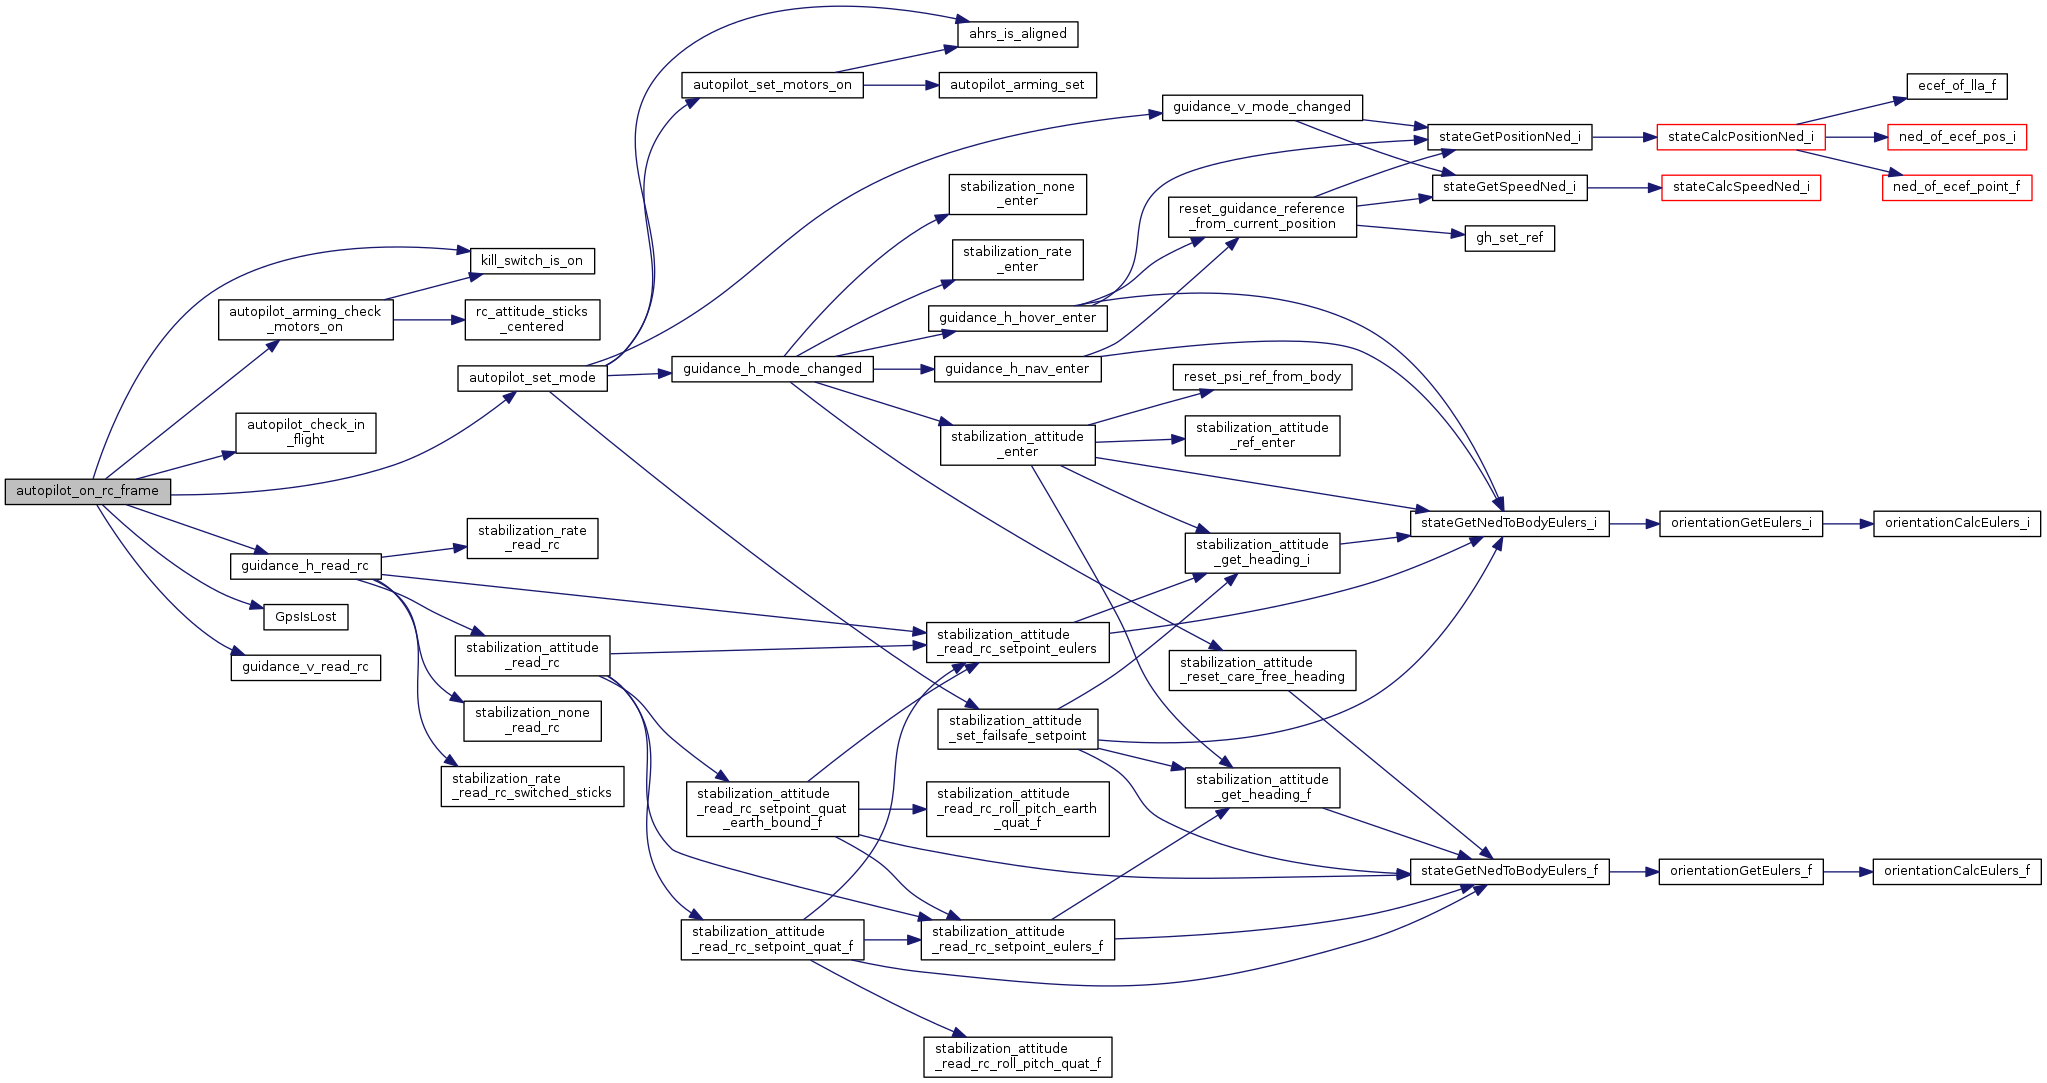 autopilot_on_rc_frame
kill_switch_is_on
autopilot_arming_check
_motors_on
rc_attitude_sticks
_centered
autopilot_check_in
_flight
autopilot_set_mode
guidance_h_read_rc
GpsIsLost
guidance_v_read_rc
stabilization_rate
_read_rc
stabilization_attitude
_read_rc
stabilization_none
_read_rc
stabilization_rate
_read_rc_switched_sticks
ahrs_is_aligned
autopilot_set_motors_on
autopilot_arming_set
guidance_h_mode_changed
stabilization_none
_enter
stabilization_rate
_enter
guidance_h_hover_enter
guidance_h_nav_enter
stabilization_attitude
_enter
stabilization_attitude
_read_rc_setpoint_eulers
stabilization_attitude
_set_failsafe_setpoint
stabilization_attitude
_read_rc_setpoint_quat
_earth_bound_f
stabilization_attitude
_read_rc_roll_pitch_earth
_quat_f
stabilization_attitude
_read_rc_setpoint_quat_f
stabilization_attitude
_read_rc_setpoint_eulers_f
stabilization_attitude
_read_rc_roll_pitch_quat_f
guidance_v_mode_changed
reset_guidance_reference
_from_current_position
reset_psi_ref_from_body
stabilization_attitude
_ref_enter
stabilization_attitude
_get_heading_i
stabilization_attitude
_reset_care_free_heading
stabilization_attitude
_get_heading_f
stateGetPositionNed_i
stateGetSpeedNed_i
gh_set_ref
stateGetNedToBodyEulers_i
stateGetNedToBodyEulers_f
stateCalcPositionNed_i
stateCalcSpeedNed_i
orientationGetEulers_i
orientationGetEulers_f
ecef_of_lla_f
ned_of_ecef_pos_i
ned_of_ecef_point_f
orientationCalcEulers_i
orientationCalcEulers_f